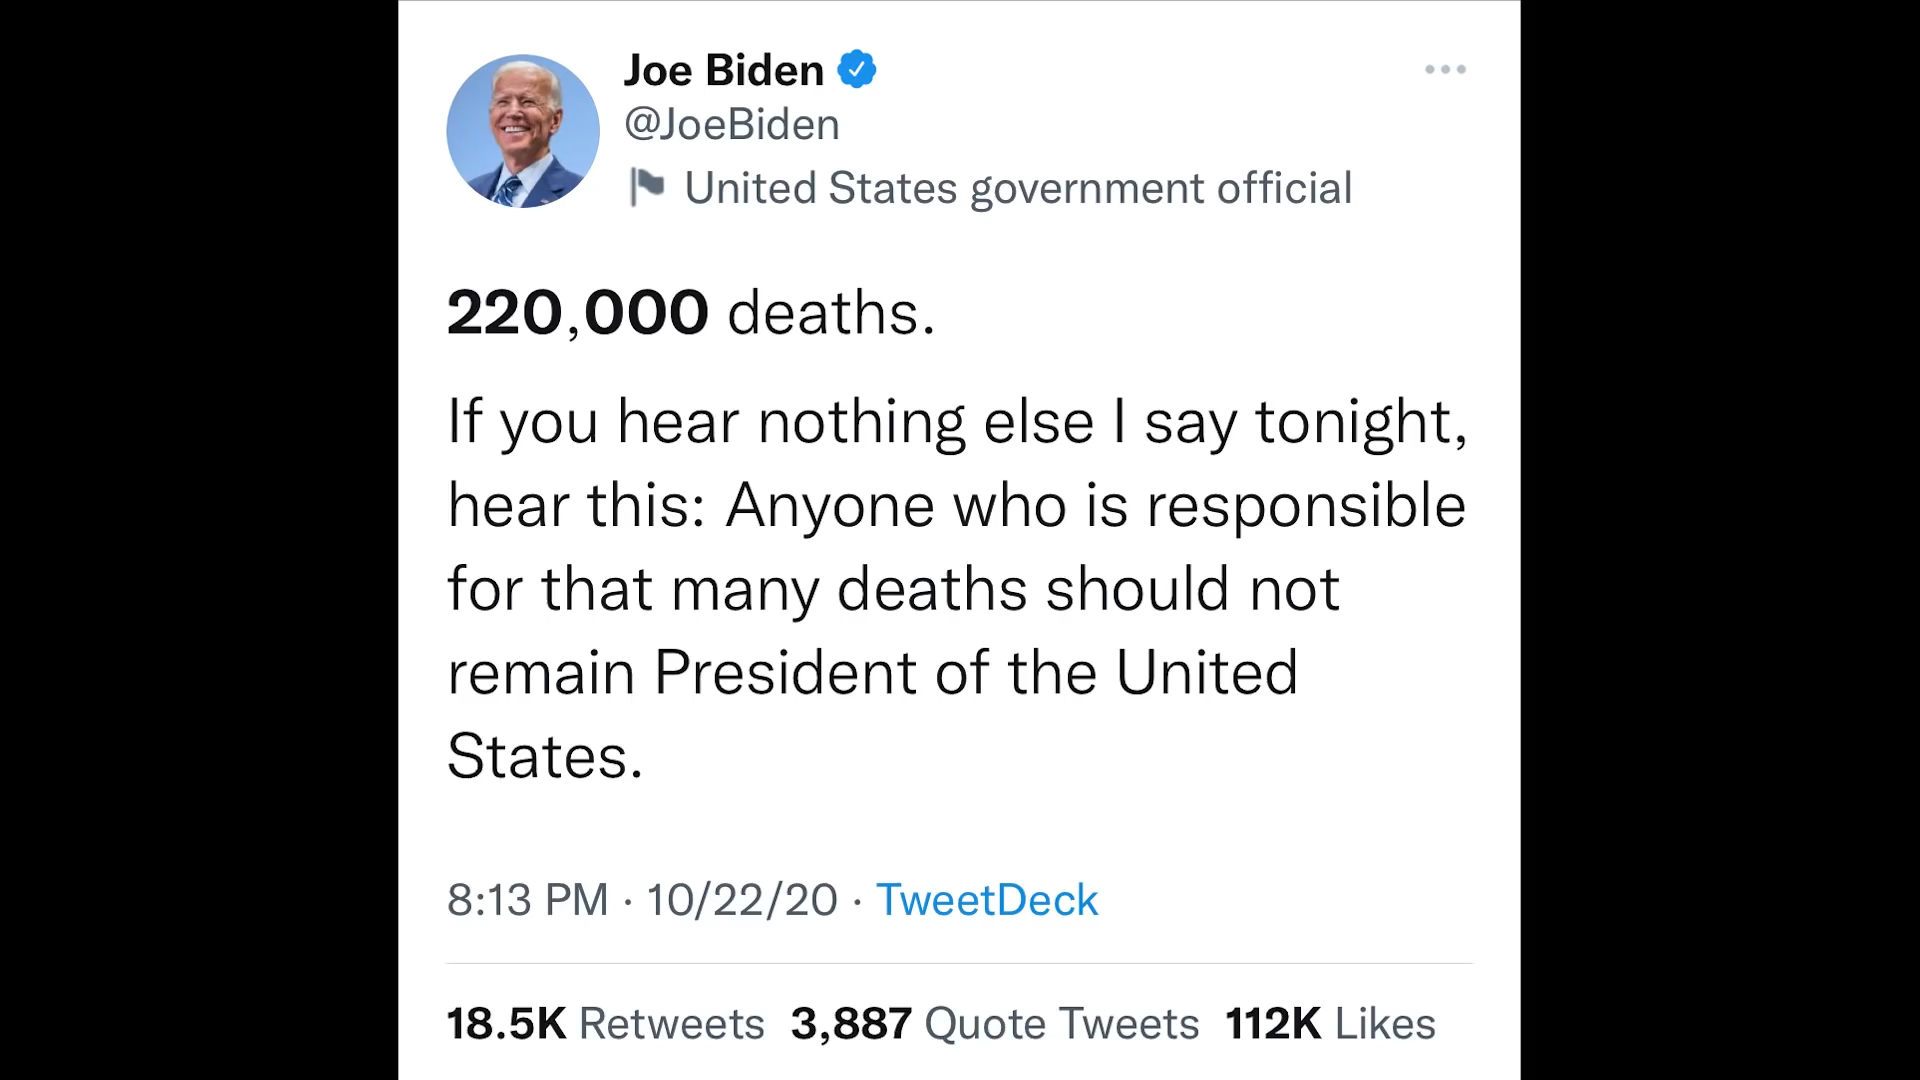 Joe Biden
@JoeBiden
United States government official
220,000 deaths.
If you hear nothing else I say tonight,
hear this: Anyone who is responsible
for that many deaths should not
remain President of the United
States.
8:13 PM · 10/22/20 · TweetDeck
18.5K Retweets 3,887 Quote Tweets 112K Likes